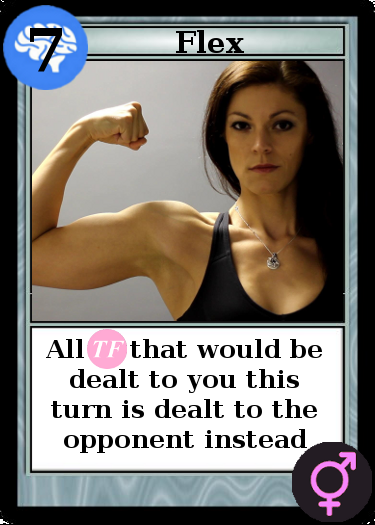 7
Flex
All TF that would be
dealt to you this
turn is dealt to the
opponent instead